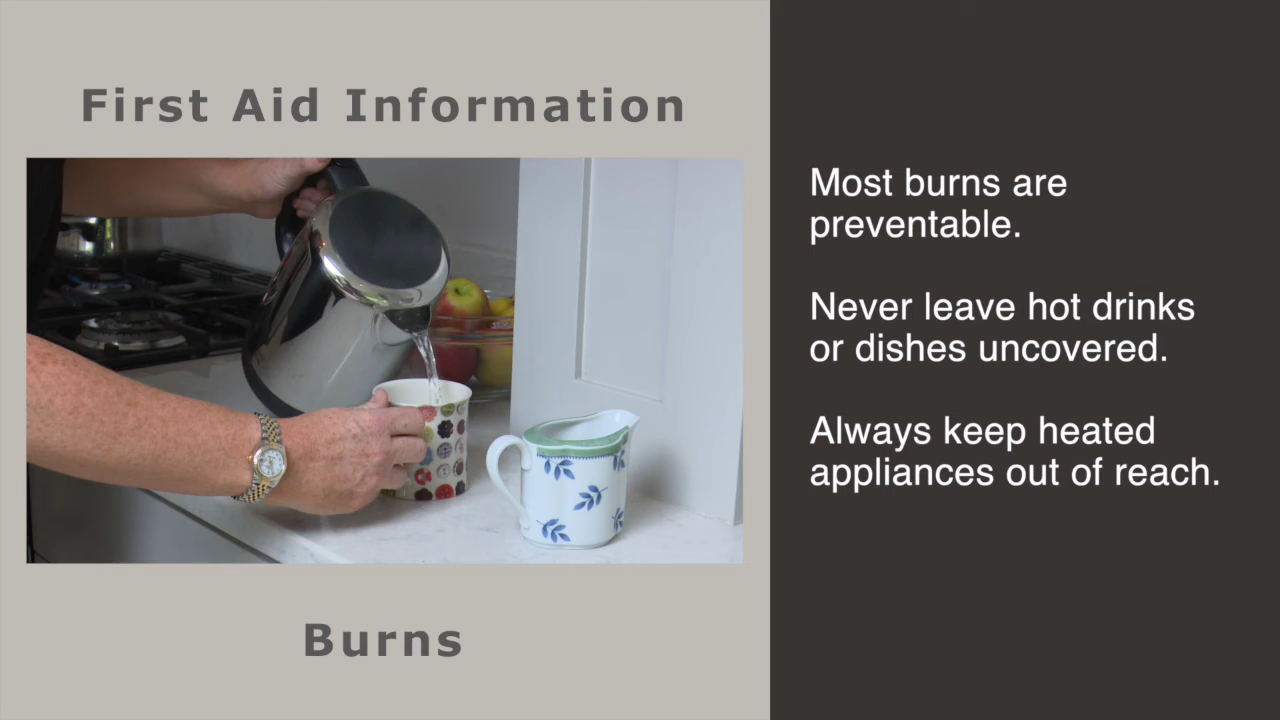 First Aid Information
Burns
Most burns are
preventable.
Never leave hot drinks
or dishes uncovered.
Always keep heated
appliances out of reach.